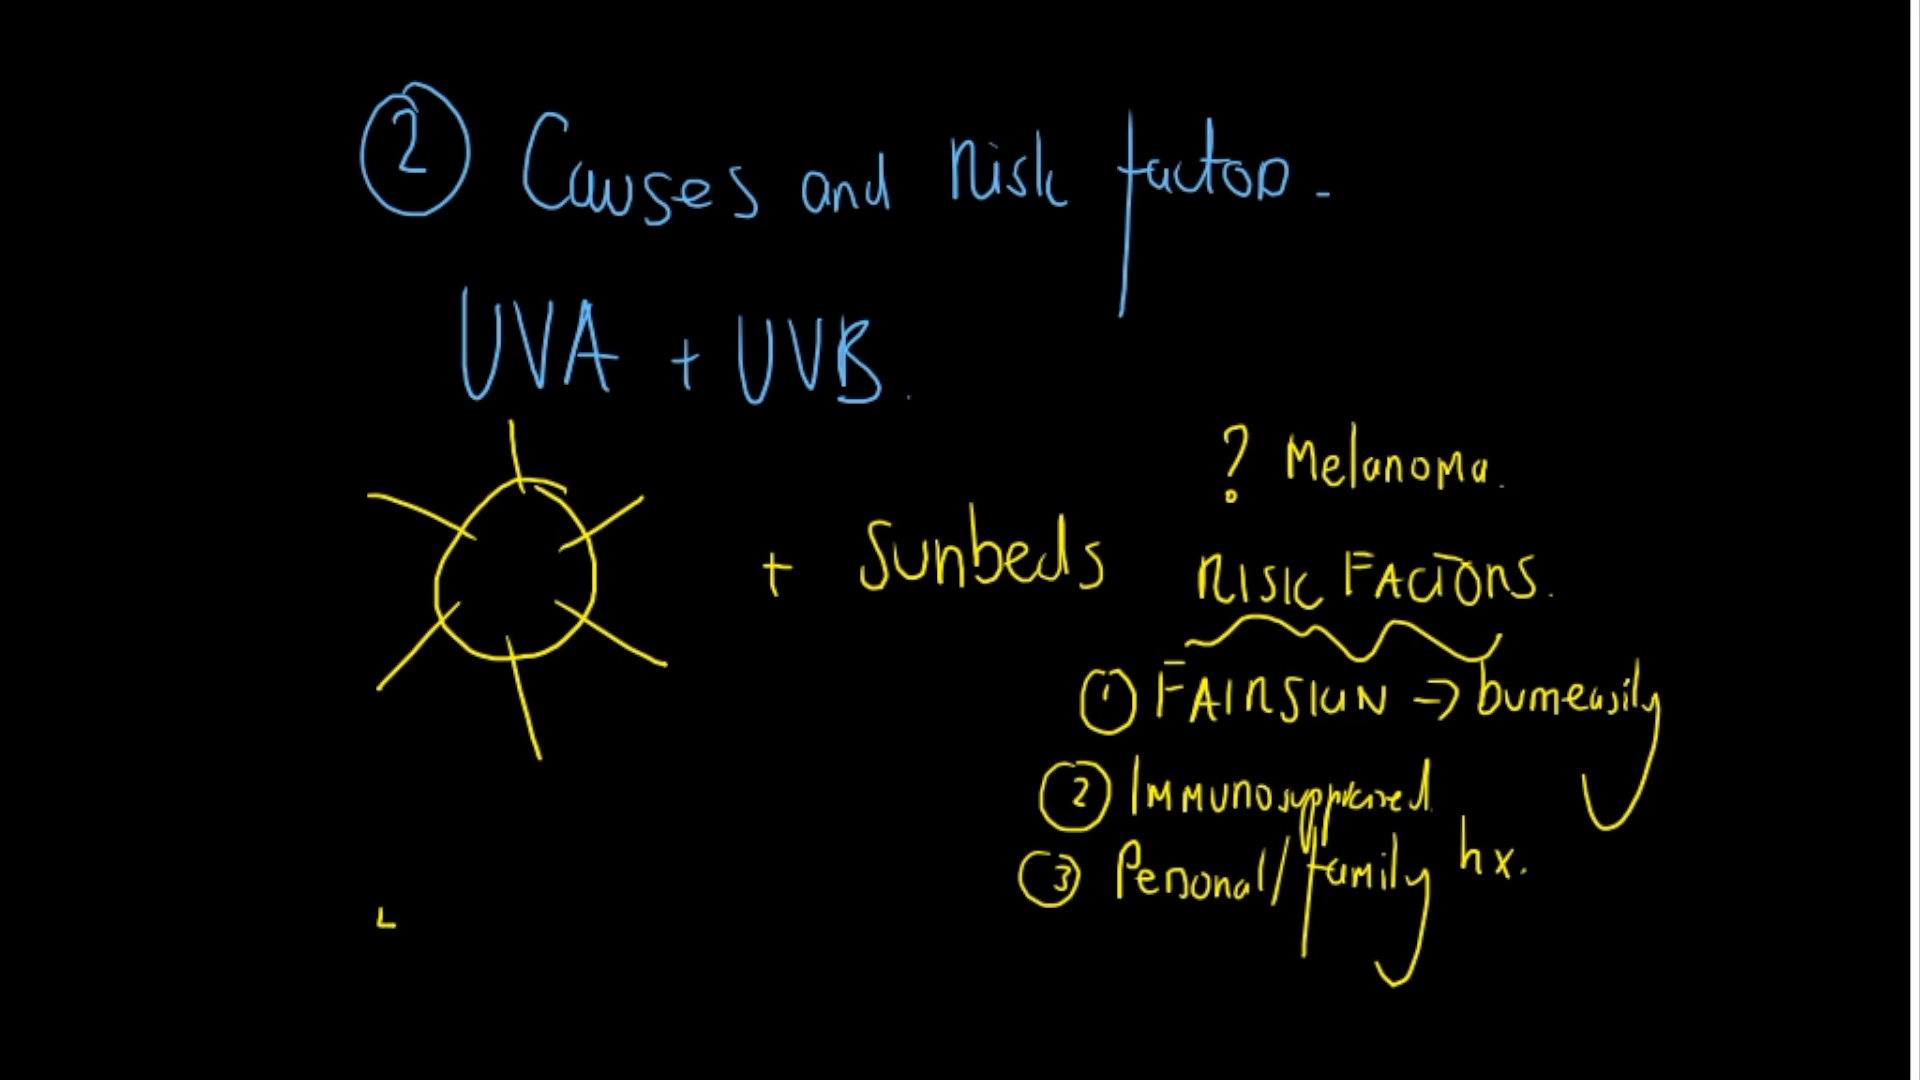 2 Causes and Risk factors.
UVA + UVB.
? Melanoma.
+ Sunbeds
RISK FACTORS.
1 FAIRSKIN → burneasily
2 Immunosuppressed
3 Personal/family hx.
L